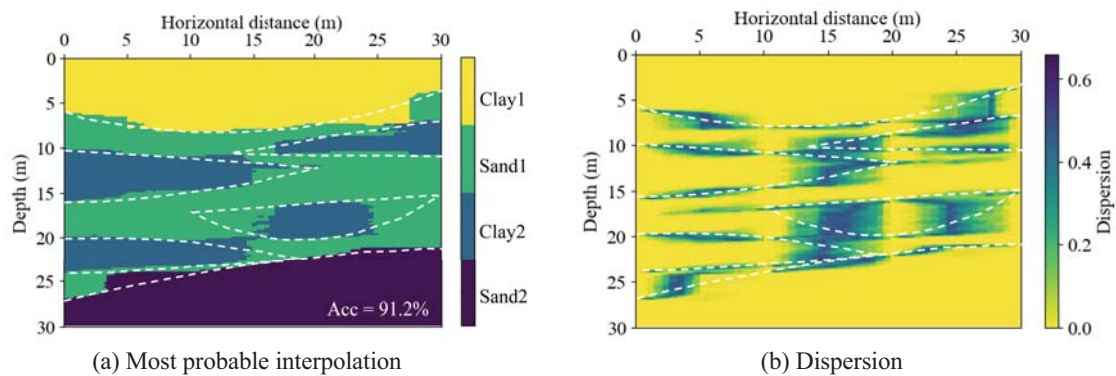 Horizontal distance (m)
0 5 10 15 20 25 30
Depth (m)
0
5
10
15
20
25
30
Acc = 91.2%
Clay1
Sand1
Clay2
Sand2
(a) Most probable interpolation
Horizontal distance (m)
0 5 10 15 20 25 30
Depth (m)
0
5
10
15
20
25
30
0.6
0.4
0.2
0.0
Dispersion
(b) Dispersion